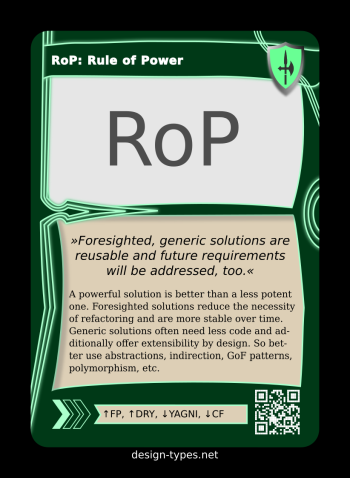 RoP: Rule of Power
RoP
»Foresighted, generic solutions are
reusable and future requirements
will be addressed, too.«
A powerful solution is better than a less potent
one. Foresighted solutions reduce the necessity
of refactoring and are more stable over time.
Generic solutions often need less code and ad-
ditionally offer extensibility by design. So bet-
ter use abstractions, indirection, GoF patterns,
polymorphism, etc.
↑FP, ↑DRY, ↓YAGNI, ↓CF
design-types.net